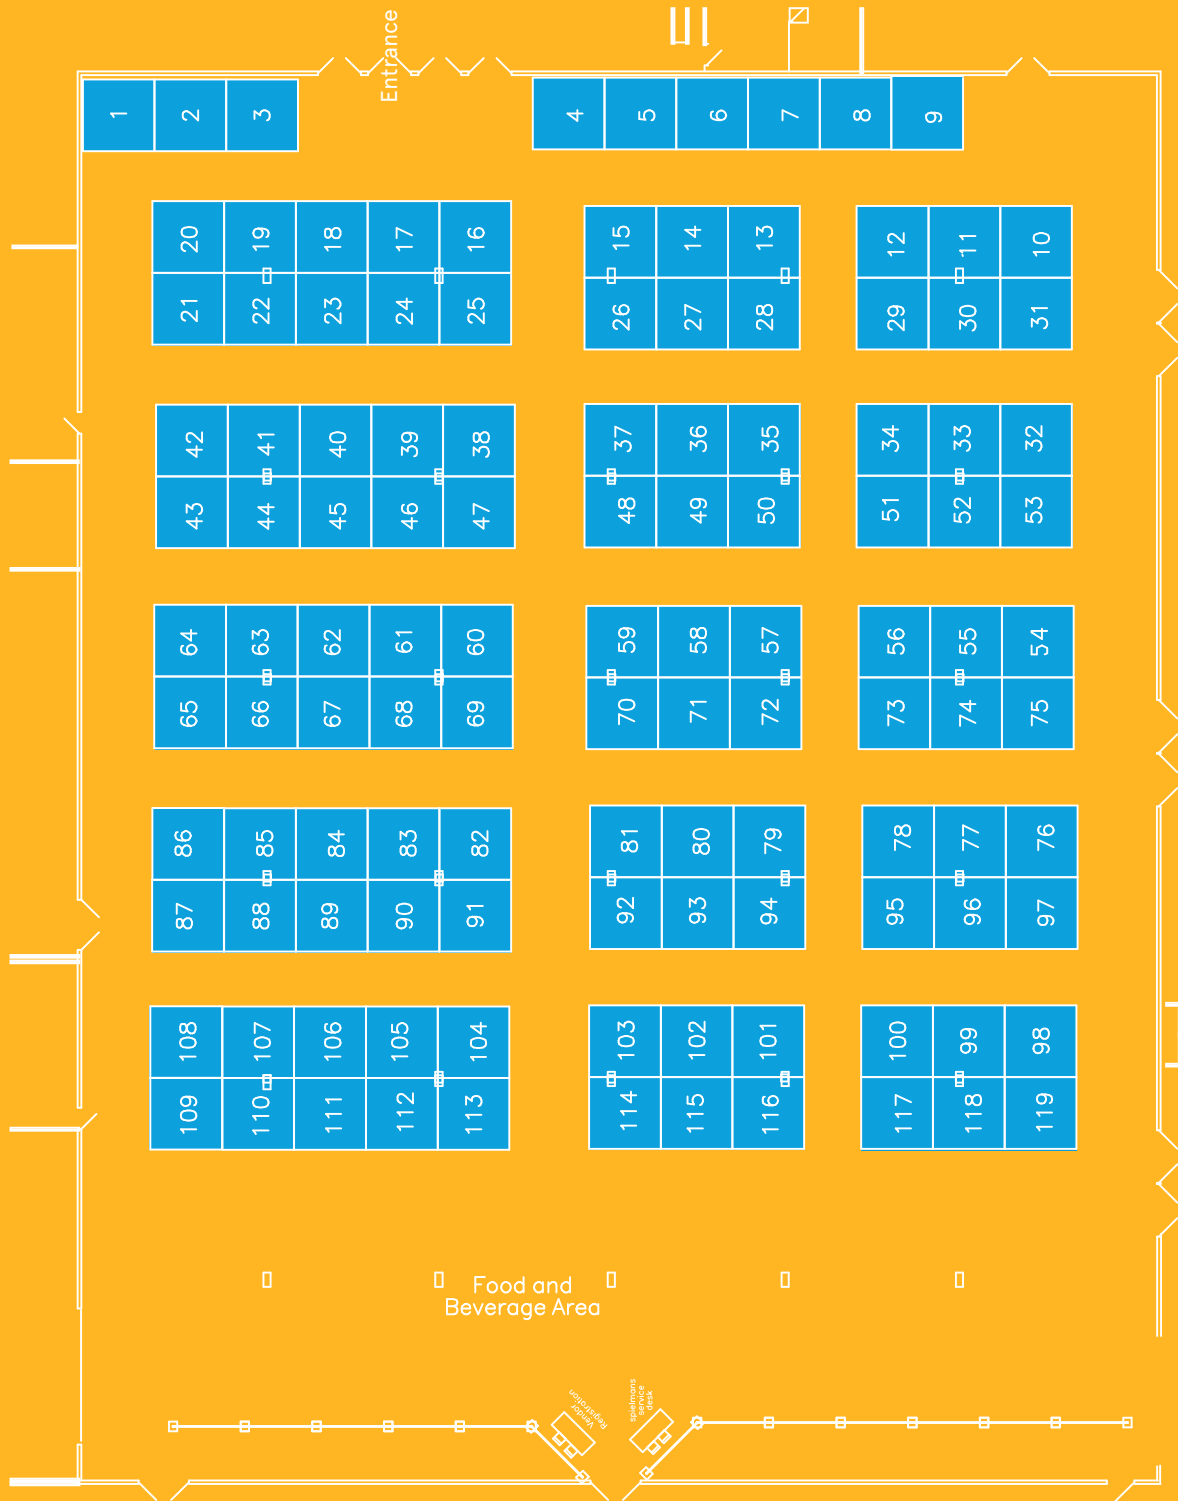 Entrance
1 2 3 4 5 6 7 8 9
20 19 18 17 16 15 14 13 12 11 10
21 22 23 24 25 26 27 28 29 30 31
42 41 40 39 38 37 36 35 34 33 32
43 44 45 46 47 48 49 50 51 52 53
64 63 62 61 60 59 58 57 56 55 54
65 66 67 68 69 70 71 72 73 74 75
86 85 84 83 82 81 80 79 78 77 76
87 88 89 90 91 92 93 94 95 96 97
108 107 106 105 104 103 102 101 100 99 98
109 110 111 112 113 114 115 116 117 118 119
Food and
Beverage Area
Vendor
Registration
spielmans
service
desk